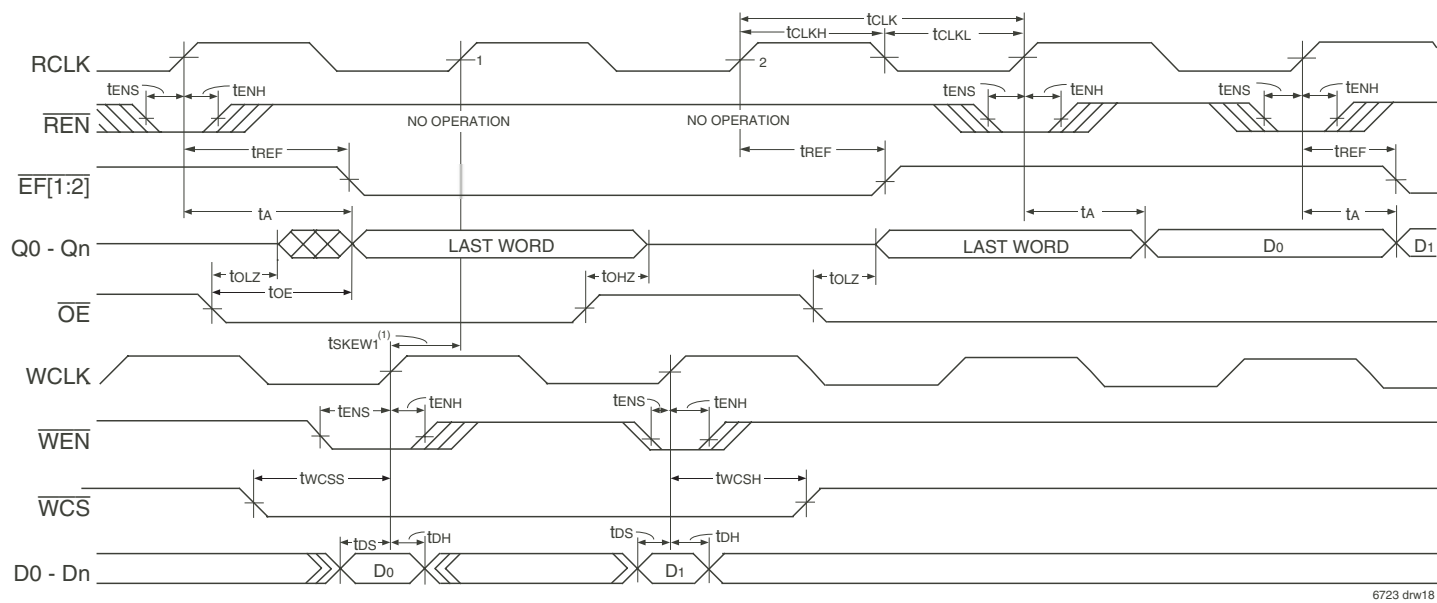 tCLK
tCLKH tCLKL
RCLK 1 2
tENS tENH tENS tENH tENS tENH
REN NO OPERATION NO OPERATION
tREF tREF tREF
EF[1:2]
tA tA tA
Q0 - Qn LAST WORD LAST WORD D0 D1
tOLZ tOHZ tOLZ
tOE
OE
tSKEW1(1)
WCLK
tENS tENH tENS tENH
WEN
tWCSS tWCSH
WCS
tDS tDH tDS tDH
D0 - Dn D0 D1
6723 drw18